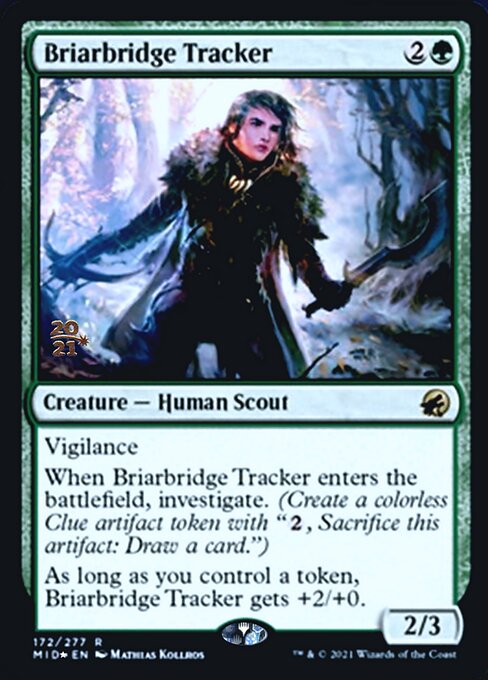 Briarbridge Tracker 2
20
21
Creature — Human Scout
Vigilance
When Briarbridge Tracker enters the
battlefield, investigate. (Create a colorless
Clue artifact token with “2, Sacrifice this
artifact: Draw a card.”)
As long as you control a token,
Briarbridge Tracker gets +2/+0.
2/3
172/277 R
MID★EN Mathias Kollros
™ & © 2021 Wizards of the Coast